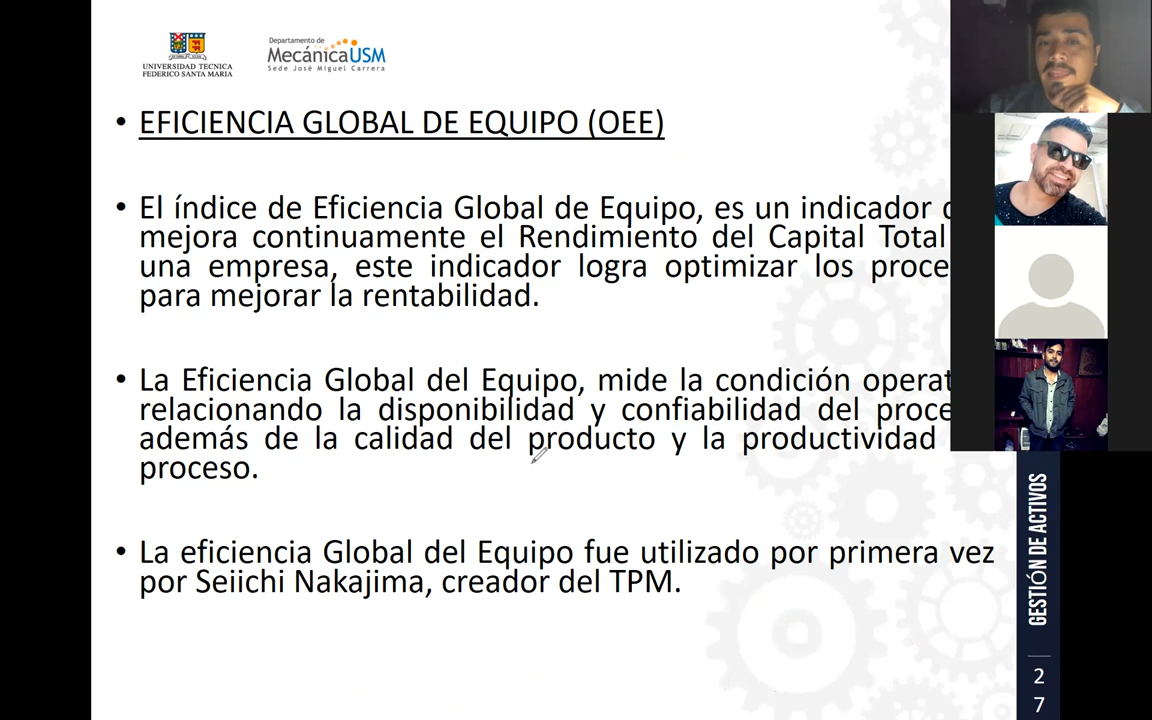 UNIVERSIDAD TECNICA
FEDERICO SANTA MARIA
Departamento de
MecánicaUSM
Sede José Miguel Carrera
• EFICIENCIA GLOBAL DE EQUIPO (OEE)
• El índice de Eficiencia Global de Equipo, es un indicador
mejora continuamente el Rendimiento del Capital Total
una empresa, este indicador logra optimizar los proce
para mejorar la rentabilidad.
• La Eficiencia Global del Equipo, mide la condición operat
relacionando la disponibilidad y confiabilidad del proce
además de la calidad del producto y la productividad
proceso.
• La eficiencia Global del Equipo fue utilizado por primera vez
por Seiichi Nakajima, creador del TPM.
GESTIÓN DE ACTIVOS
2
7